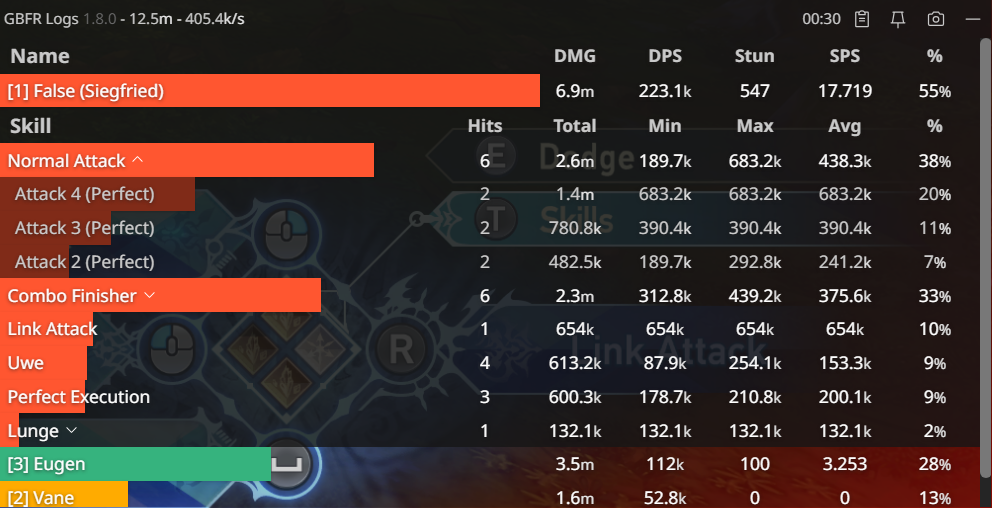 GBFR Logs 1.8.0 - 12.5m - 405.4k/s 00:30
Name DMG DPS Stun SPS %
[1] False (Siegfried) 6.9m 223.1k 547 17.719 55%
Skill Hits Total Min Max Avg %
Normal Attack 6 2.6m 189.7k 683.2k 438.3k 38%
Attack 4 (Perfect) 2 1.4m 683.2k 683.2k 683.2k 20%
Attack 3 (Perfect) 2 780.8k 390.4k 390.4k 390.4k 11%
Attack 2 (Perfect) 2 482.5k 189.7k 292.8k 241.2k 7%
Combo Finisher 6 2.3m 312.8k 439.2k 375.6k 33%
Link Attack 1 654k 654k 654k 654k 10%
Uwe 4 613.2k 87.9k 254.1k 153.3k 9%
Perfect Execution 3 600.3k 178.7k 210.8k 200.1k 9%
Lunge 1 132.1k 132.1k 132.1k 132.1k 2%
[3] Eugen 3.5m 112k 100 3.253 28%
[2] Vane 1.6m 52.8k 0 0 13%
E Dodge
T Skills
R Link Attack